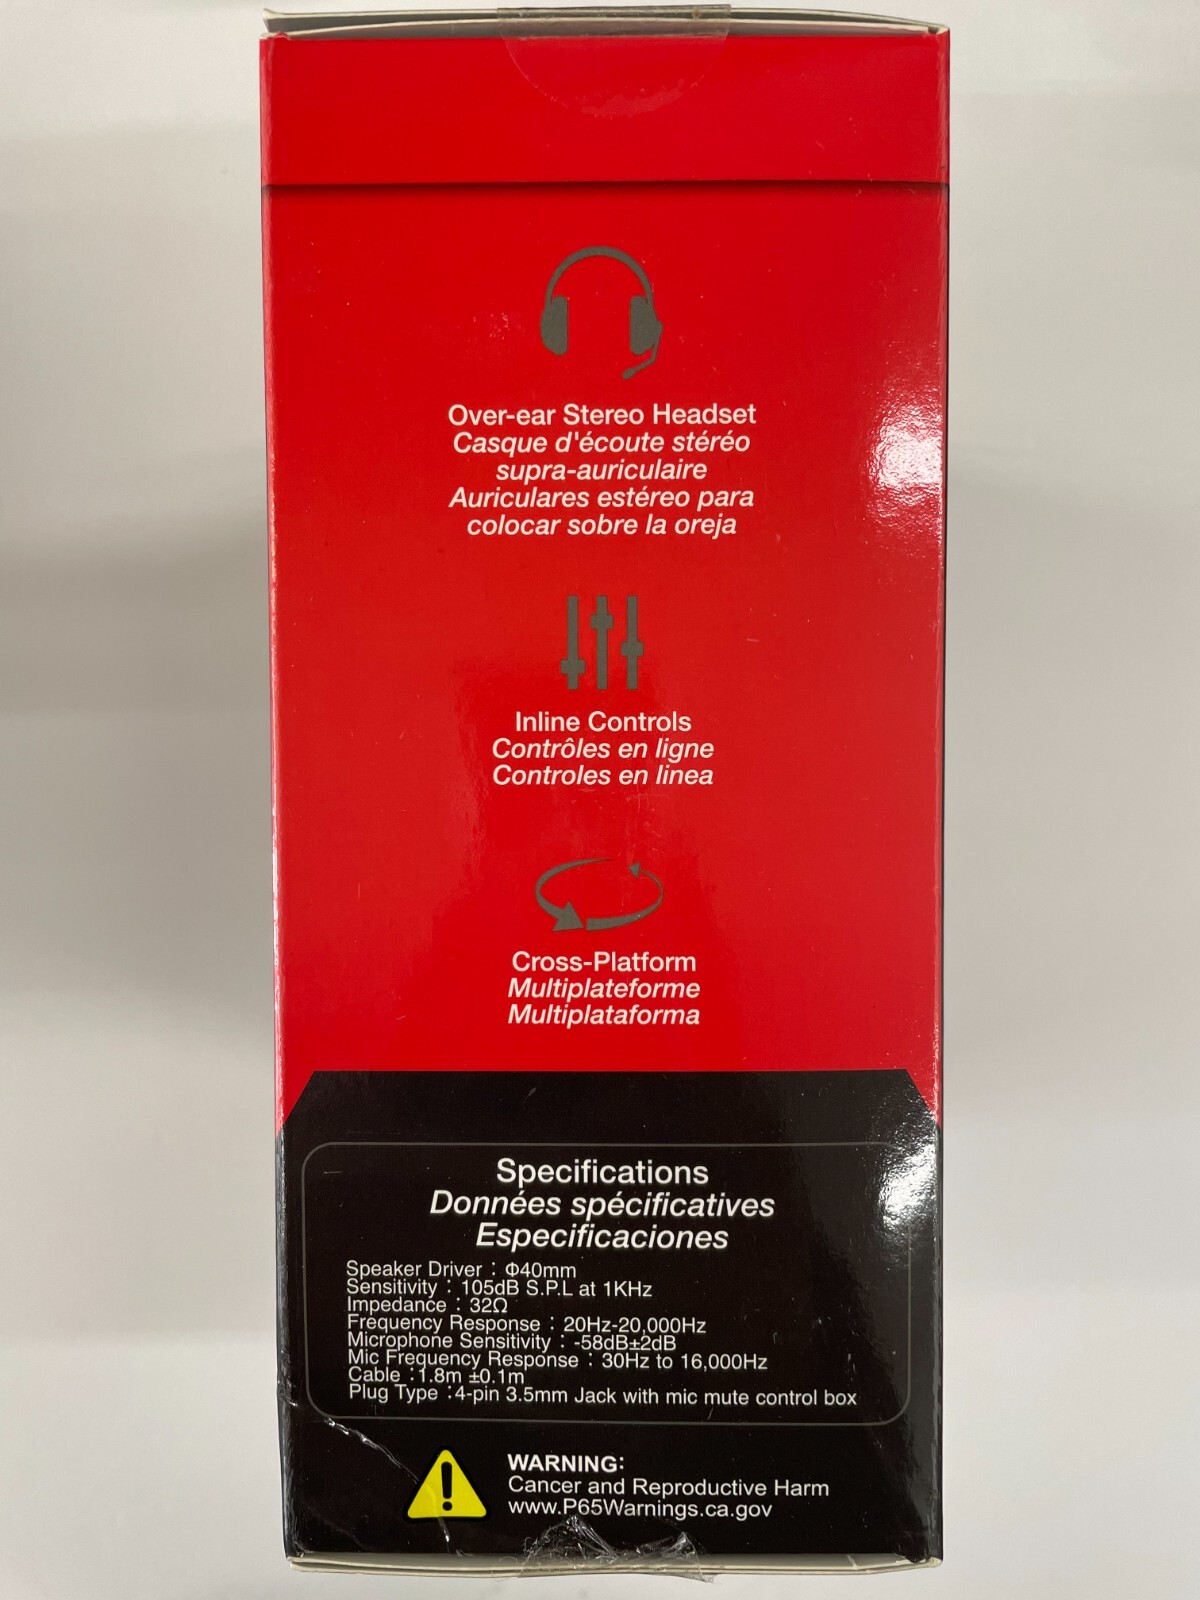 Over-ear Stereo Headset
Casque d'écoute stéréo
supra-auriculaire
Auriculares estéreo para
colocar sobre la oreja
Inline Controls
Contrôles en ligne
Controles en linea
Cross-Platform
Multiplateforme
Multiplataforma
Specifications
Données spécificatives
Especificaciones
Speaker Driver : Φ40mm
Sensitivity : 105dB S.P.L at 1KHz
Impedance : 32Ω
Frequency Response : 20Hz-20,000Hz
Microphone Sensitivity : -58dB±2dB
Mic Frequency Response : 30Hz to 16,000Hz
Cable :1.8m ±0.1m
Plug Type :4-pin 3.5mm Jack with mic mute control box
WARNING:
Cancer and Reproductive Harm
www.P65Warnings.ca.gov